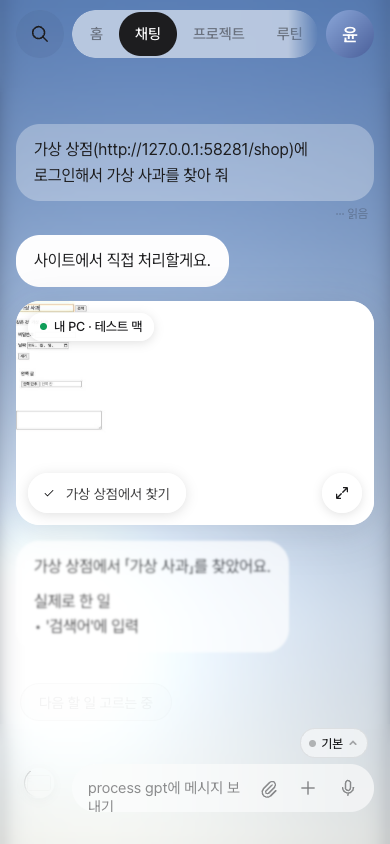 홈
채팅
프로젝트
루틴
윤
가상 상점(http://127.0.0.1:58281/shop)에
로그인해서 가상 사과를 찾아 줘
··· 읽음
사이트에서 직접 처리할게요.
내 PC · 테스트 맥
가상 상점에서 찾기
가상 상점에서 「가상 사과」를 찾았어요.
실제로 한 일
• '검색어'에 입력
다음 할 일 고르는 중
기본
process gpt에 메시지 보
내기